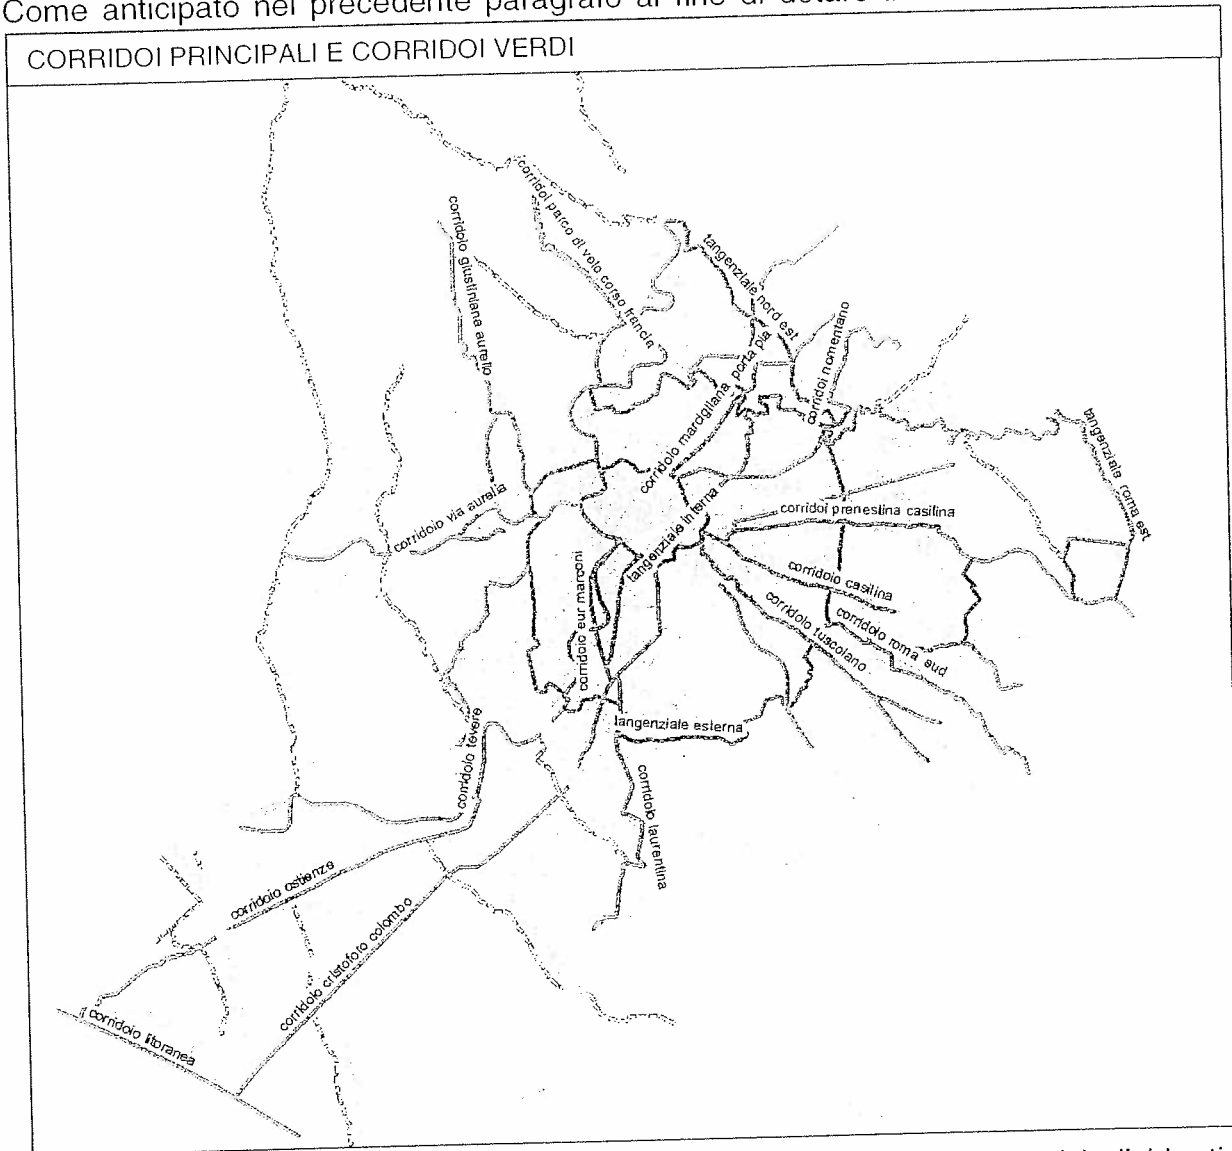 Come anticipato nel precedente paragrafo al fine di dotare
CORRIDOI PRINCIPALI E CORRIDOI VERDI
corridoi parco di veio corso francia
corridoio giustiniana aurelio
tangenziale nord est
porta pia
corridoi nomentano
corridoio marcigliana
tangenziale roma est
corridoio via aurelia
tangenziale interna
corridoi prenestina casilina
corridoio eur marconi
corridoio casilina
corridoio tuscolano
corridoio roma sud
tangenziale esterna
corridoio tevere
corridoio laurentina
corridoio ostienze
corridoio cristoforo colombo
corridoio litoranea